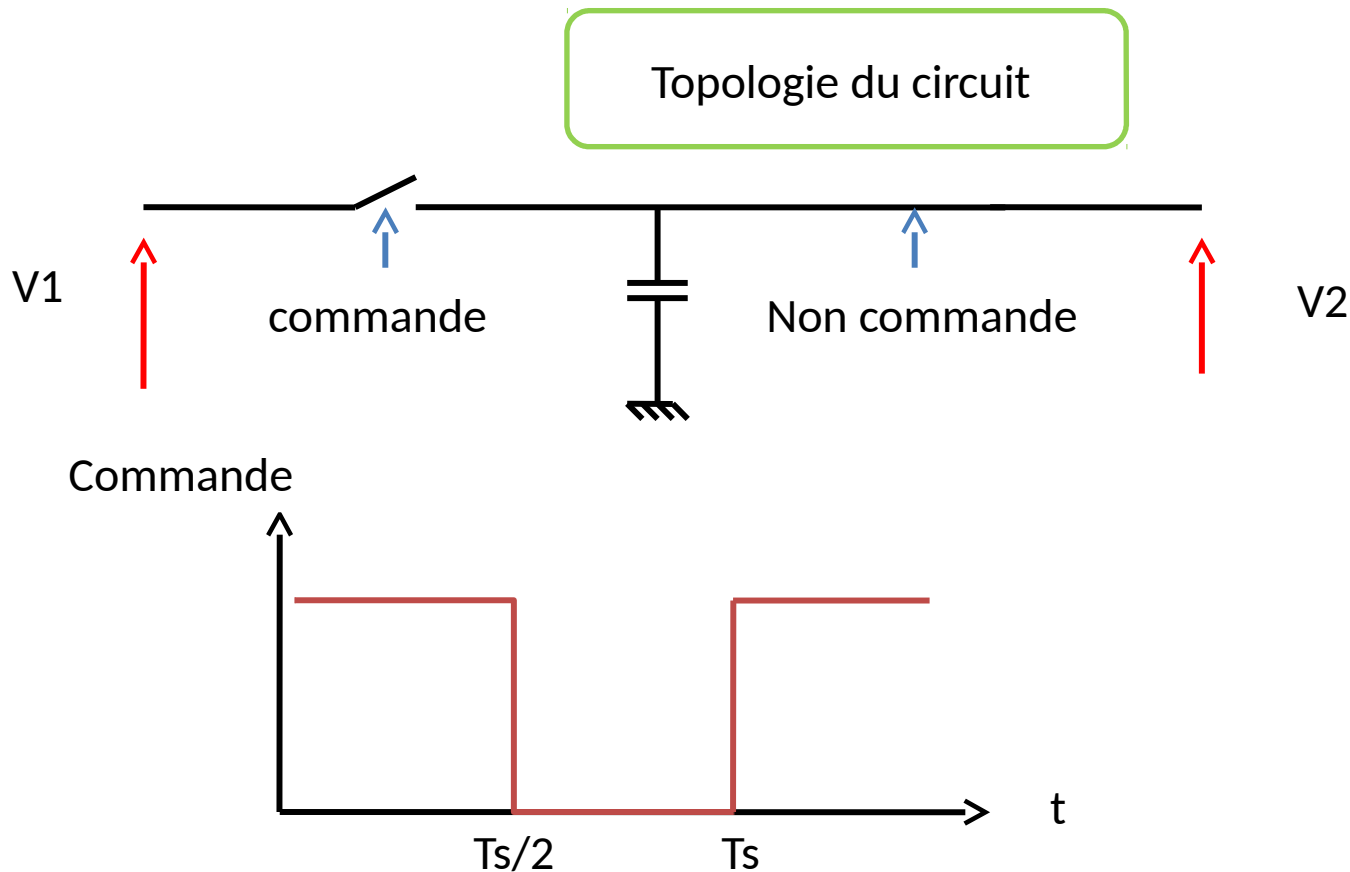 Topologie du circuit
V1
commande
Non commande
V2
Commande
t
Ts/2
Ts